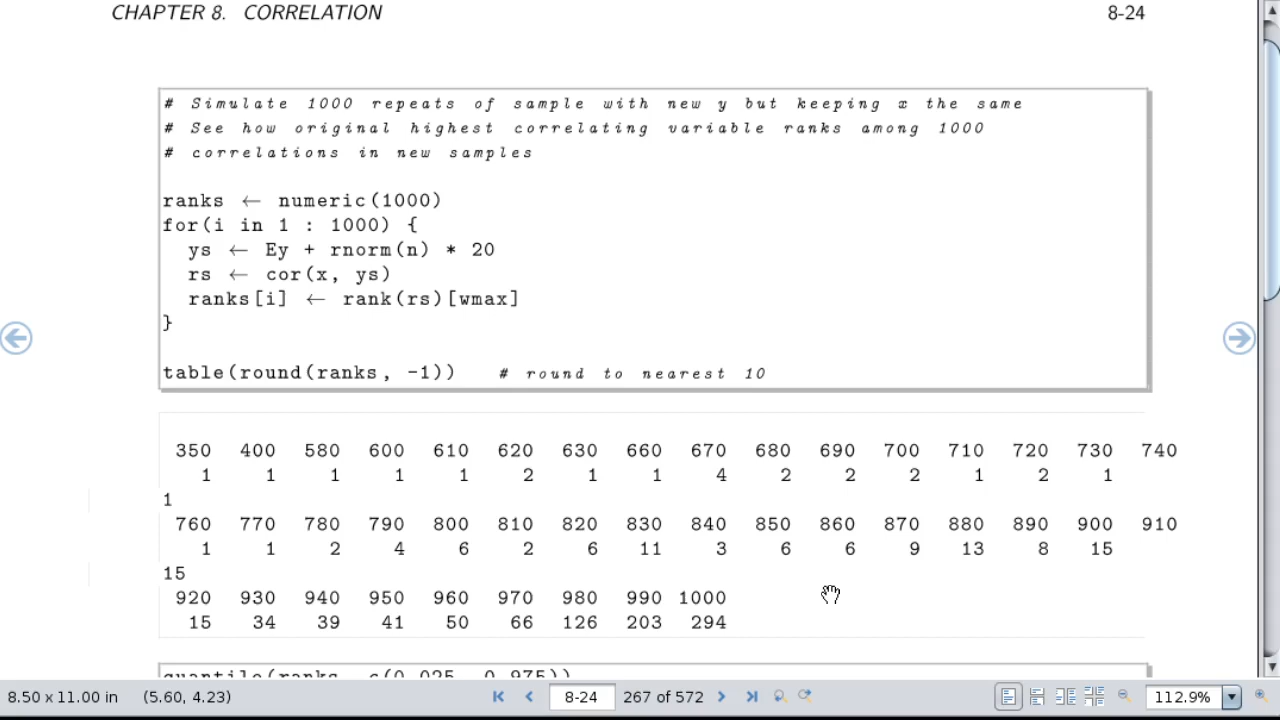 CHAPTER 8. CORRELATION 8-24
# Simulate 1000 repeats of sample with new y but keeping x the same
# See how original highest correlating variable ranks among 1000
# correlations in new samples
ranks ← numeric(1000)
for(i in 1 : 1000) {
ys ← Ey + rnorm(n) * 20
rs ← cor(x, ys)
ranks[i] ← rank(rs)[wmax]
}
table(round(ranks, -1)) # round to nearest 10
350 400 580 600 610 620 630 660 670 680 690 700 710 720 730 740
1 1 1 1 1 2 1 1 4 2 2 2 1 2 1
1
760 770 780 790 800 810 820 830 840 850 860 870 880 890 900 910
1 1 2 4 6 2 6 11 3 6 6 9 13 8 15
15
920 930 940 950 960 970 980 990 1000
15 34 39 41 50 66 126 203 294
quantile(ranks, c(0.025, 0.975))
8.50 x 11.00 in (5.60, 4.23) 8-24 267 of 572 112.9%